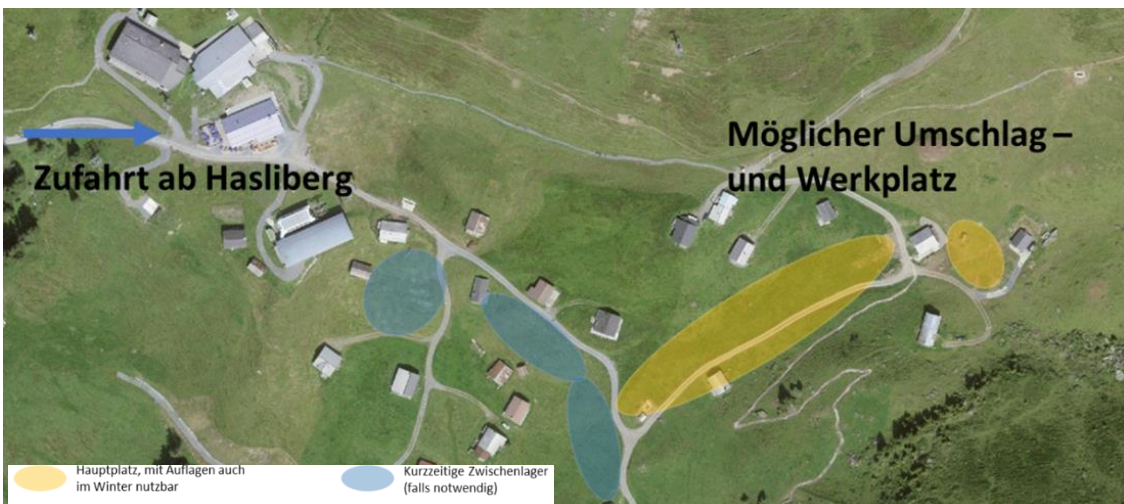 Möglicher Umschlag –
und Werkplatz
Zufahrt ab Hasliberg
Hauptplatz, mit Auflagen auch
im Winter nutzbar
Kurzzeitige Zwischenlager
(falls notwendig)